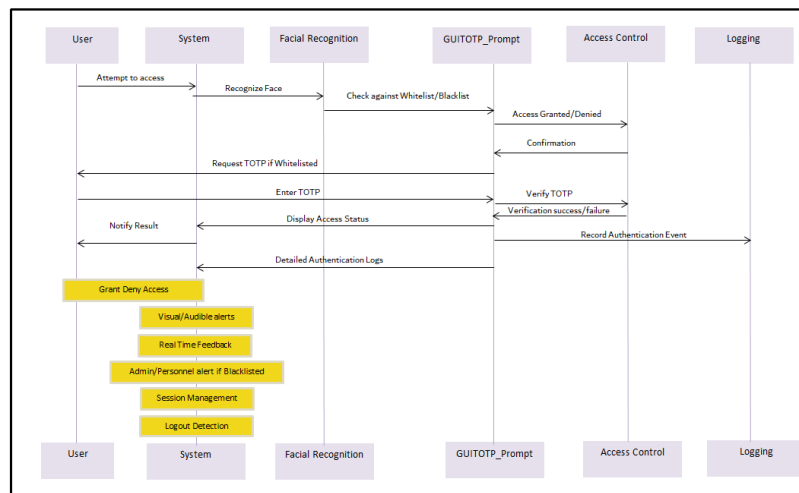 User
System
Facial Recognition
GUITOTP_Prompt
Access Control
Logging
Attempt to access
Recognize Face
Check against Whitelist/Blacklist
Access Granted/Denied
Confirmation
Request TOTP if Whitelisted
Enter TOTP
Verify TOTP
Verification success/failure
Display Access Status
Notify Result
Record Authentication Event
Detailed Authentication Logs
Grant Deny Access
Visual/Audible alerts
Real Time Feedback
Admin/Personnel alert if Blacklisted
Session Management
Logout Detection
User
System
Facial Recognition
GUITOTP_Prompt
Access Control
Logging